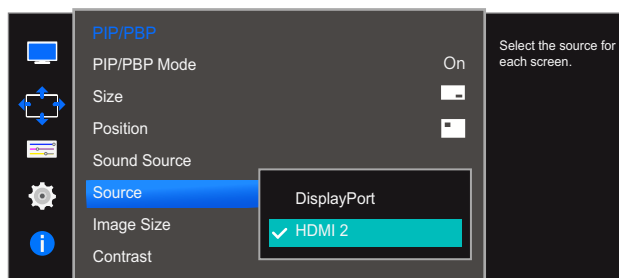 PIP/PBP
PIP/PBP Mode On
Size
Position
Sound Source
Source
Image Size
Contrast
DisplayPort
HDMI 2
Select the source for
each screen.